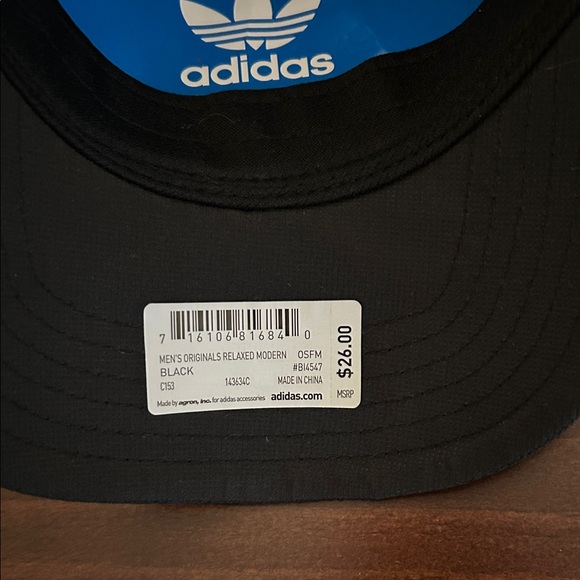 adidas
7 16106 81684 0
MEN'S ORIGINALS RELAXED MODERN OSFM
BLACK #BI4547
C153 143634C MADE IN CHINA
Made by agron, inc. for adidas accessories adidas.com
$26.00
MSRP